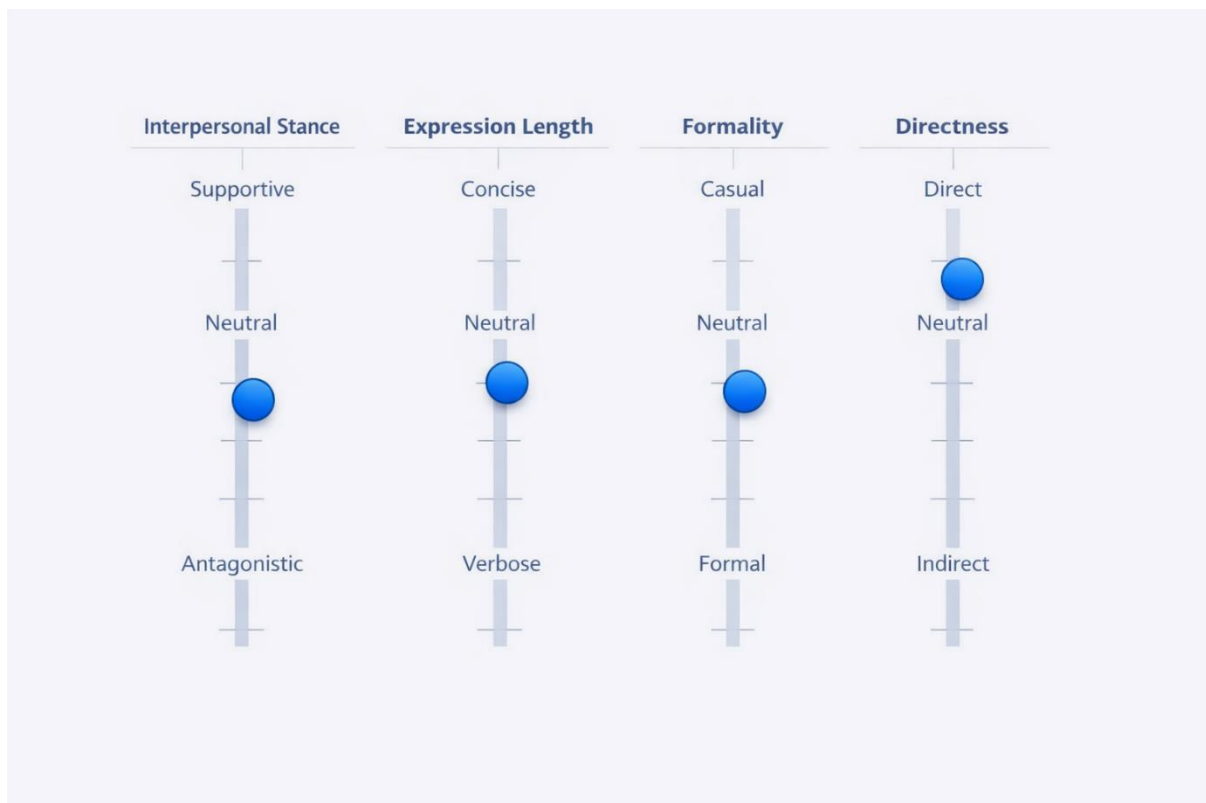 Interpersonal Stance Expression Length Formality Directness
Supportive Concise Casual Direct
Neutral Neutral Neutral Neutral
Antagonistic Verbose Formal Indirect